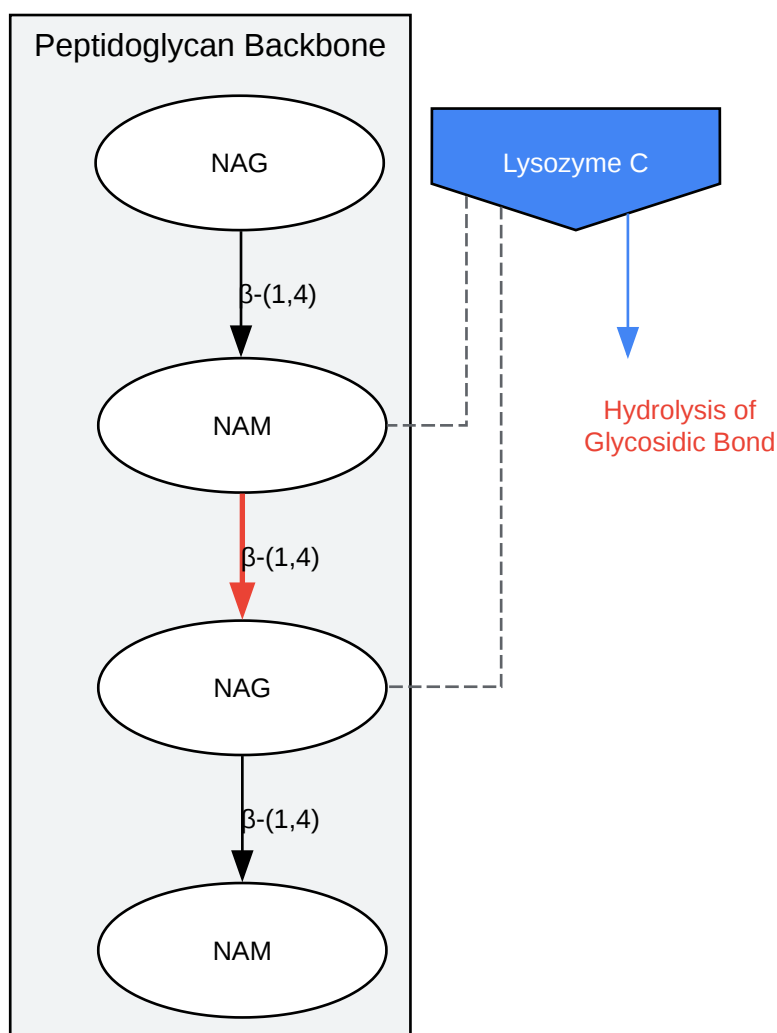 Peptidoglycan Backbone
NAG
Lysozyme C
β-(1,4)
NAM
Hydrolysis of
Glycosidic Bond
β-(1,4)
NAG
β-(1,4)
NAM